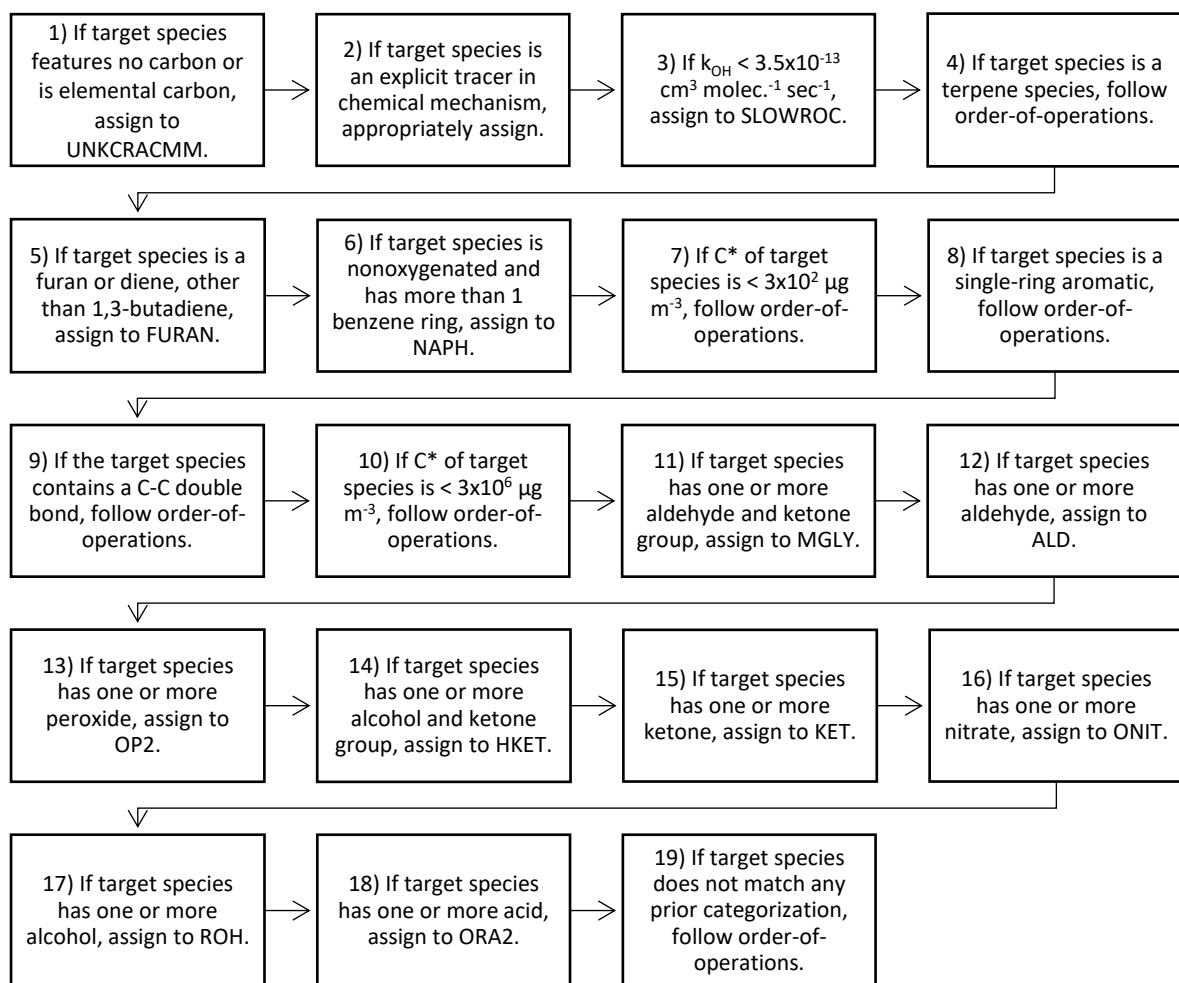 1) If target species
features no carbon or
is elemental carbon,
assign to
UNKCRACMM.
2) If target species is
an explicit tracer in
chemical mechanism,
appropriately assign.
3) If kOH < 3.5x10-13
cm3 molec.-1 sec-1,
assign to SLOWROC.
4) If target species is a
terpene species, follow
order-of-operations.
5) If target species is a
furan or diene, other
than 1,3-butadiene,
assign to FURAN.
6) If target species is
nonoxygenated and
has more than 1
benzene ring, assign to
NAPH.
7) If C* of target
species is < 3x102 µg
m-3, follow order-of-
operations.
8) If target species is a
single-ring aromatic,
follow order-of-
operations.
9) If the target species
contains a C-C double
bond, follow order-of-
operations.
10) If C* of target
species is < 3x106 µg
m-3, follow order-of-
operations.
11) If target species
has one or more
aldehyde and ketone
group, assign to MGLY.
12) If target species
has one or more
aldehyde, assign to
ALD.
13) If target species
has one or more
peroxide, assign to
OP2.
14) If target species
has one or more
alcohol and ketone
group, assign to HKET.
15) If target species
has one or more
ketone, assign to KET.
16) If target species
has one or more
nitrate, assign to ONIT.
17) If target species
has one or more
alcohol, assign to ROH.
18) If target species
has one or more acid,
assign to ORA2.
19) If target species
does not match any
prior categorization,
follow order-of-
operations.